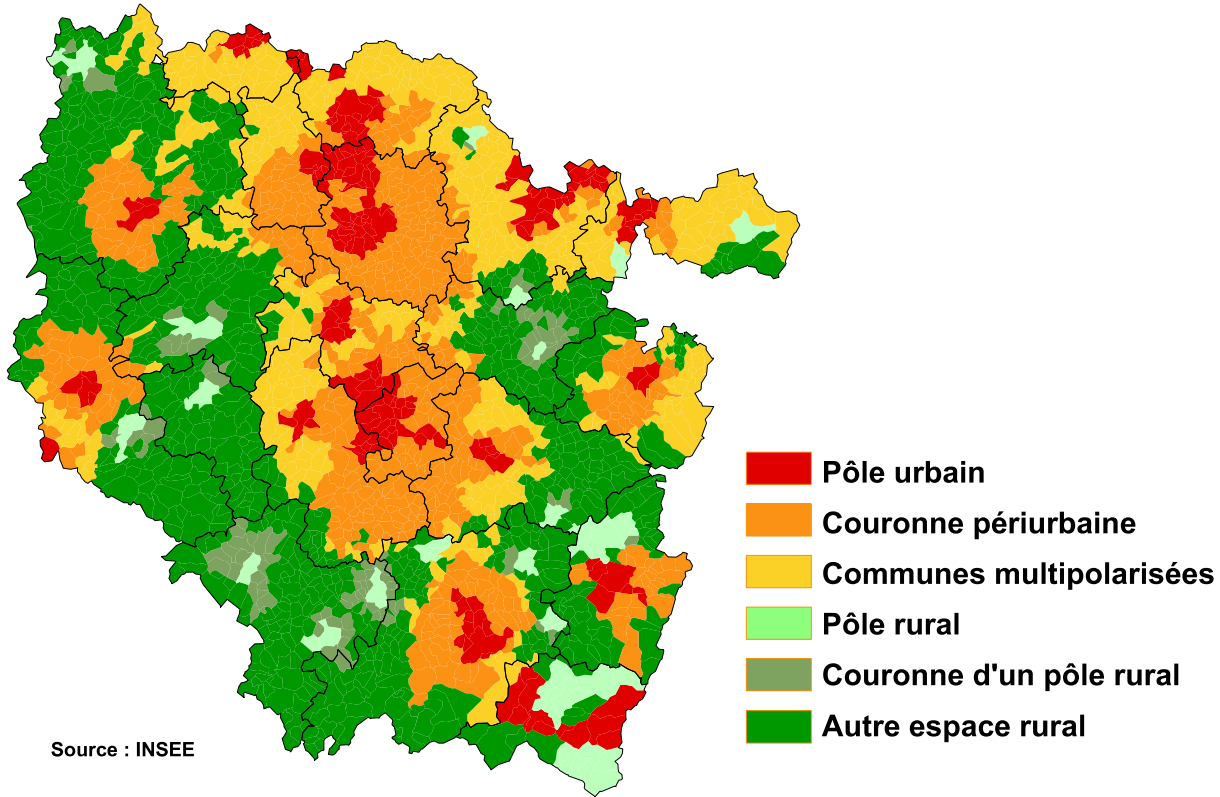 Pôle urbain
Couronne périurbaine
Communes multipolarisées
Pôle rural
Couronne d'un pôle rural
Autre espace rural
Source : INSEE